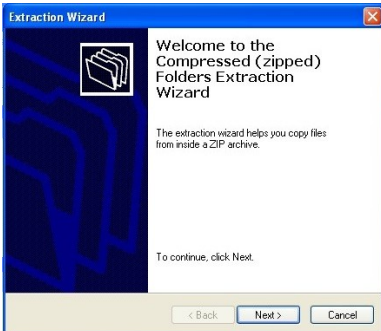 Extraction Wizard
Welcome to the
Compressed (zipped)
Folders Extraction
Wizard
The extraction wizard helps you copy files
from inside a ZIP archive.
To continue, click Next.
< Back Next > Cancel